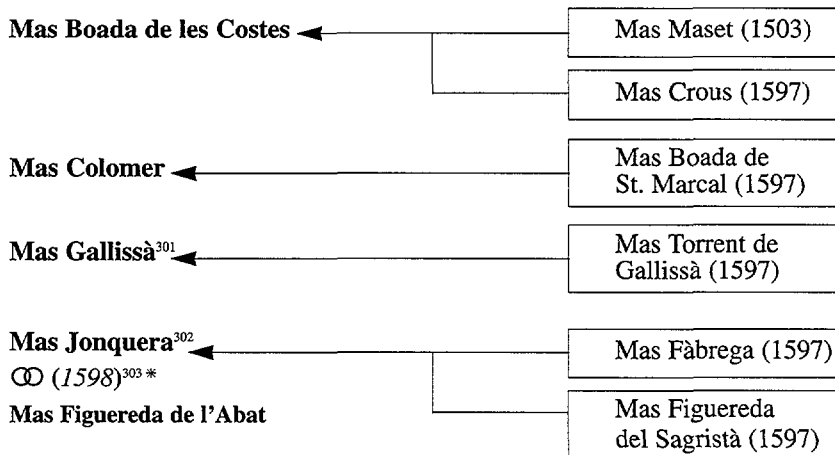 Mas Boada de les Costes
Mas Maset (1503)
Mas Crous (1597)
Mas Colomer
Mas Boada de
St. Marcal (1597)
Mas Gallissà³⁰¹
Mas Torrent de
Gallissà (1597)
Mas Jonquera³⁰²
Mas Fàbrega (1597)
(1598)³⁰³ *
Mas Figuereda de l'Abat
Mas Figuereda
del Sagristà (1597)